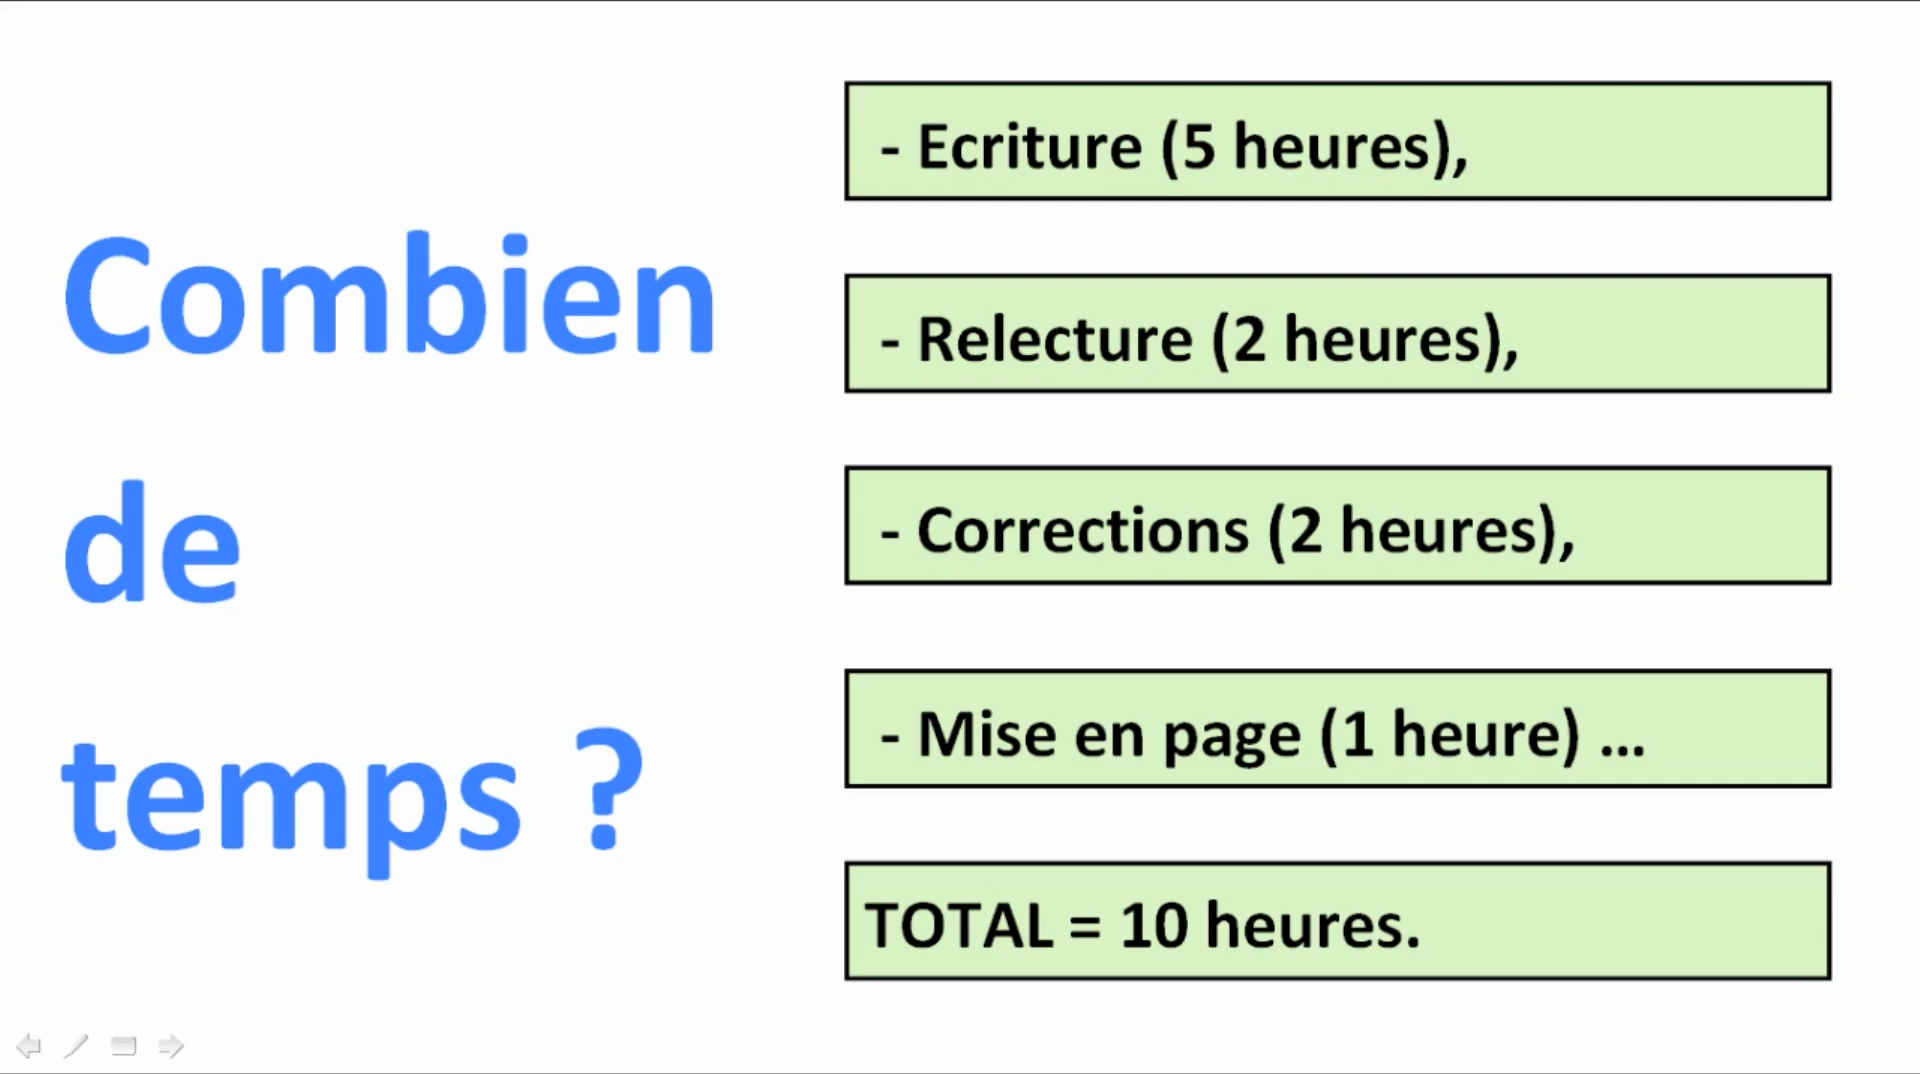 Combien
de
temps ?
- Ecriture (5 heures),
- Relecture (2 heures),
- Corrections (2 heures),
- Mise en page (1 heure) ...
TOTAL = 10 heures.